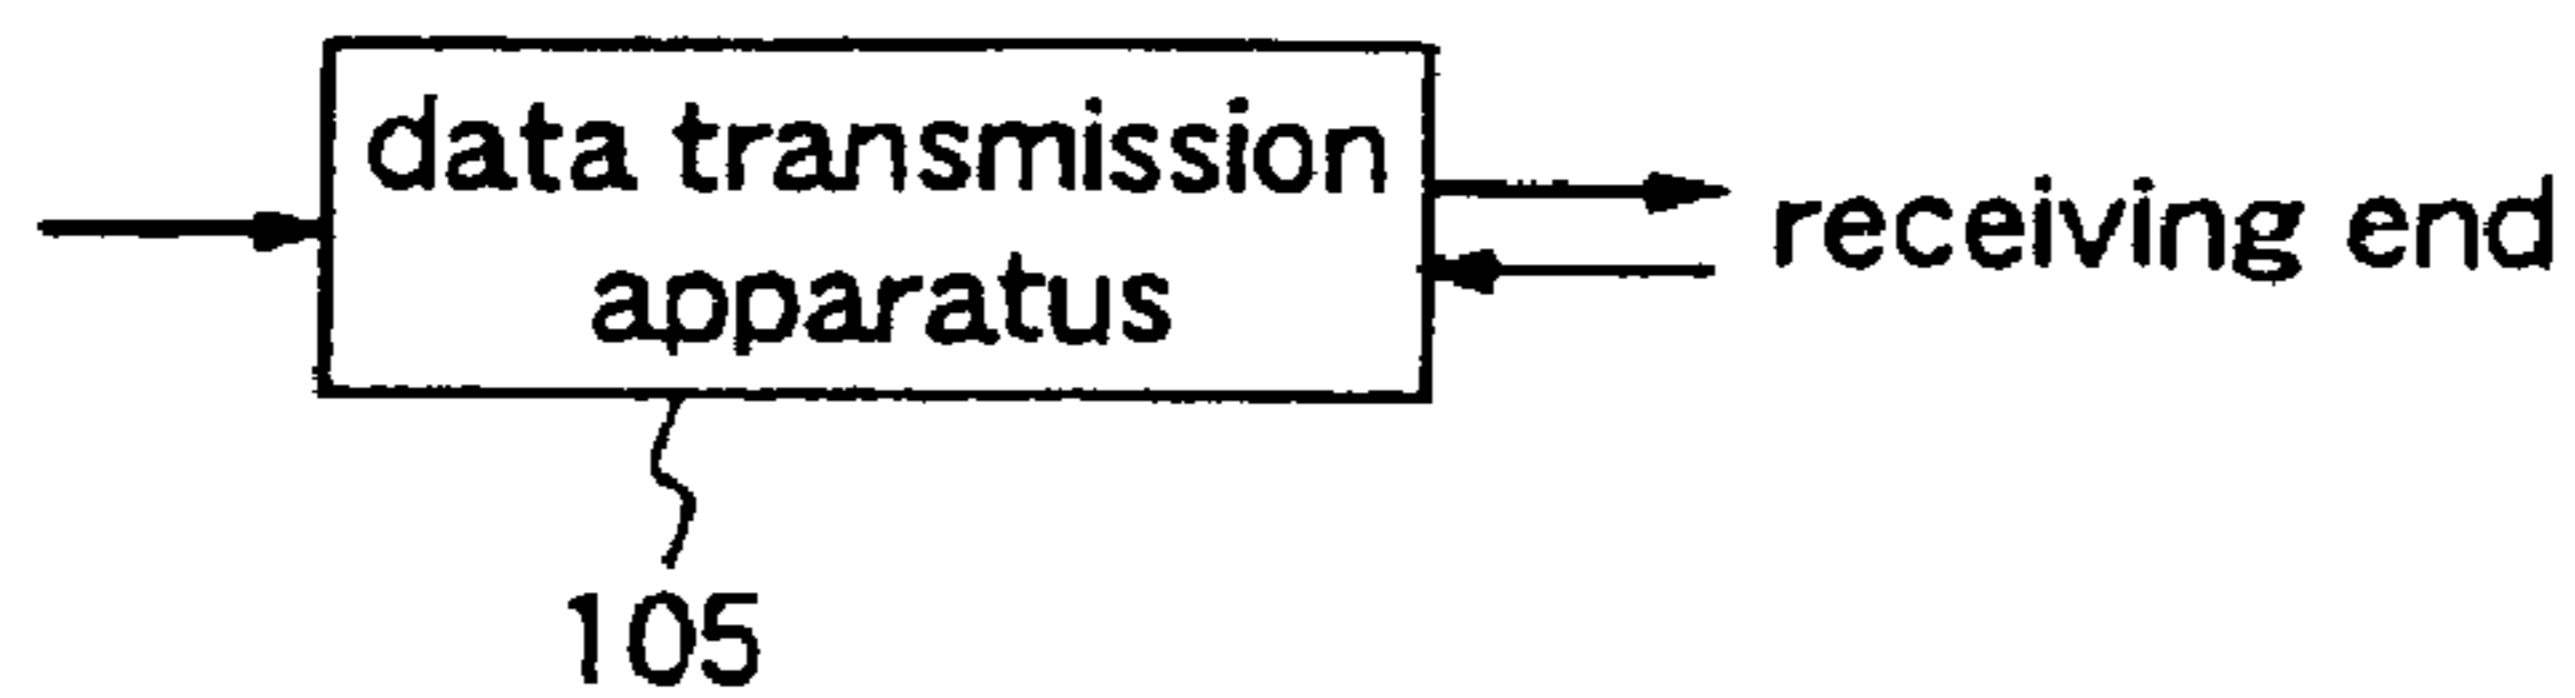 data transmission
apparatus
receiving end
105